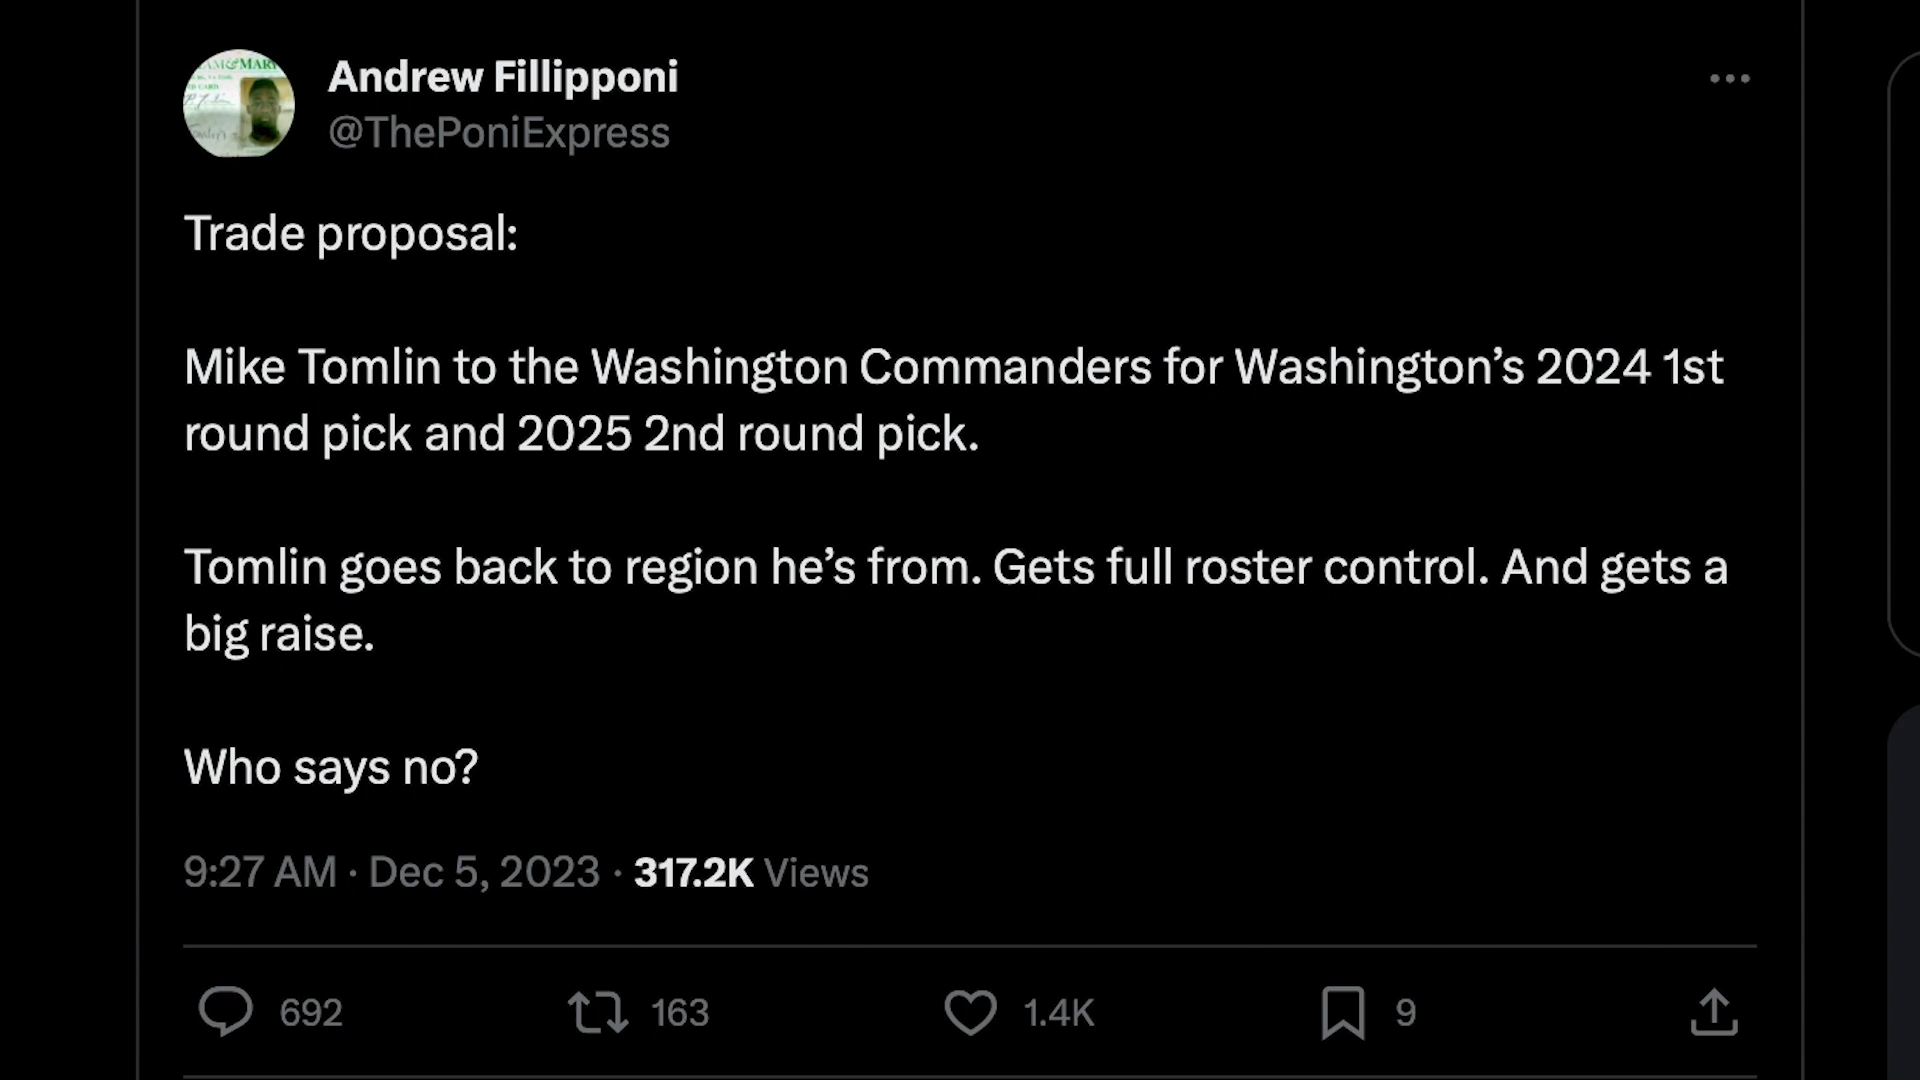 AM&MARY
Andrew Fillipponi
@ThePoniExpress
Trade proposal:
Mike Tomlin to the Washington Commanders for Washington’s 2024 1st
round pick and 2025 2nd round pick.
Tomlin goes back to region he’s from. Gets full roster control. And gets a
big raise.
Who says no?
9:27 AM · Dec 5, 2023 · 317.2K Views
692 163 1.4K 9